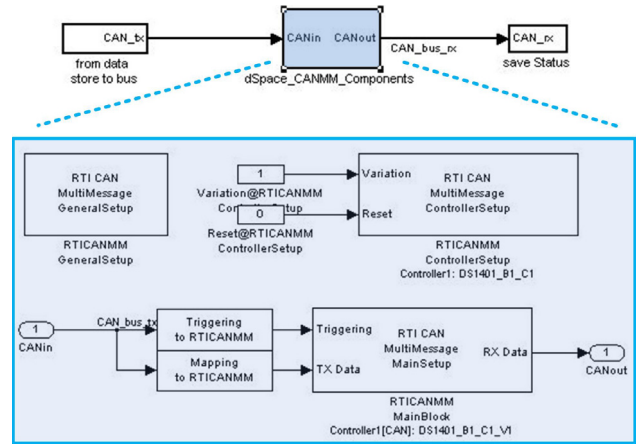 CAN_tx
CANin
CANout
CAN_bus_rx
CAN_rx
from data
store to bus
dSpace_CANMM_Components
save Status
RTI CAN
MultiMessage
GeneralSetup
RTICANMM
GeneralSetup
1
Variation@RTICANMM
ControllerSetup
0
Reset@RTICANMM
ControllerSetup
Variation
Reset
RTI CAN
MultiMessage
ControllerSetup
RTICANMM
ControllerSetup
Controller1: DS1401_B1_C1
1
CANin
CAN_bus_tx
Triggering
to RTICANMM
Mapping
to RTICANMM
Triggering
TX Data
RTI CAN
MultiMessage
MainSetup
RX Data
1
CANout
RTICANMM
MainBlock
Controller1[CAN]: DS1401_B1_C1_V1